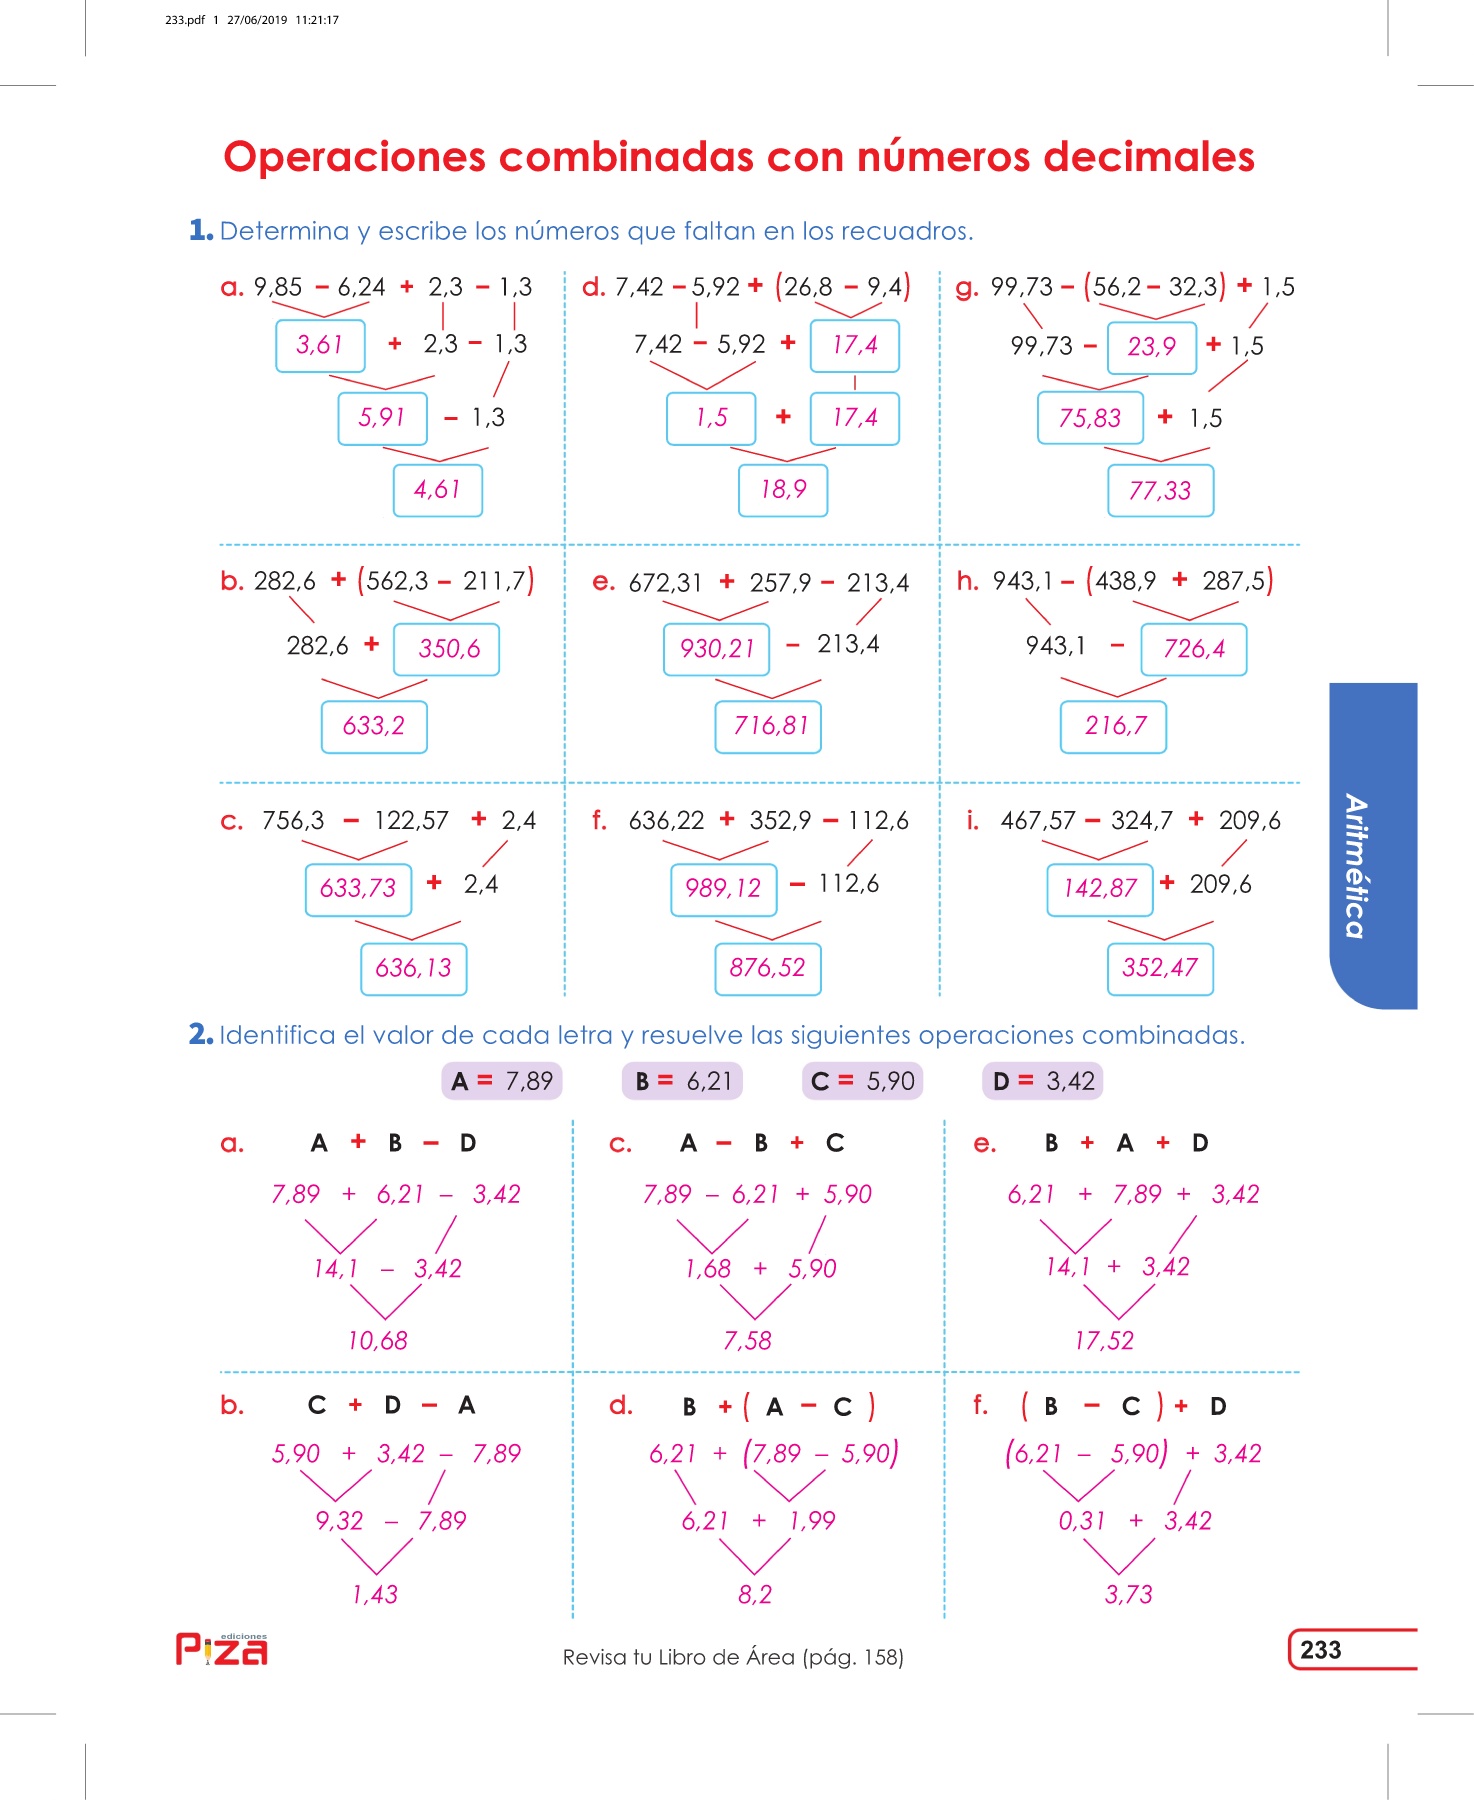 233.pdf 1 27/06/2019 11:21:17
Operaciones combinadas con números decimales
1. Determina y escribe los números que faltan en los recuadros.
a. 9,85 − 6,24 + 2,3 − 1,3
3,61 + 2,3 − 1,3
5,91 − 1,3
4,61
d. 7,42 − 5,92 + (26,8 − 9,4)
7,42 − 5,92 + 17,4
1,5 + 17,4
18,9
g. 99,73 − (56,2 − 32,3) + 1,5
99,73 − 23,9 + 1,5
75,83 + 1,5
77,33
b. 282,6 + (562,3 − 211,7)
282,6 + 350,6
633,2
e. 672,31 + 257,9 − 213,4
930,21 − 213,4
716,81
h. 943,1 − (438,9 + 287,5)
943,1 − 726,4
216,7
c. 756,3 − 122,57 + 2,4
633,73 + 2,4
636,13
f. 636,22 + 352,9 − 112,6
989,12 − 112,6
876,52
i. 467,57 − 324,7 + 209,6
142,87 + 209,6
352,47
Aritmética
2. Identifica el valor de cada letra y resuelve las siguientes operaciones combinadas.
A = 7,89 B = 6,21 C = 5,90 D = 3,42
a. A + B − D
7,89 + 6,21 − 3,42
14,1 − 3,42
10,68
c. A − B + C
7,89 − 6,21 + 5,90
1,68 + 5,90
7,58
e. B + A + D
6,21 + 7,89 + 3,42
14,1 + 3,42
17,52
b. C + D − A
5,90 + 3,42 − 7,89
9,32 − 7,89
1,43
d. B + ( A − C )
6,21 + (7,89 − 5,90)
6,21 + 1,99
8,2
f. ( B − C ) + D
(6,21 − 5,90) + 3,42
0,31 + 3,42
3,73
ediciones
Piza
Revisa tu Libro de Área (pág. 158)
233